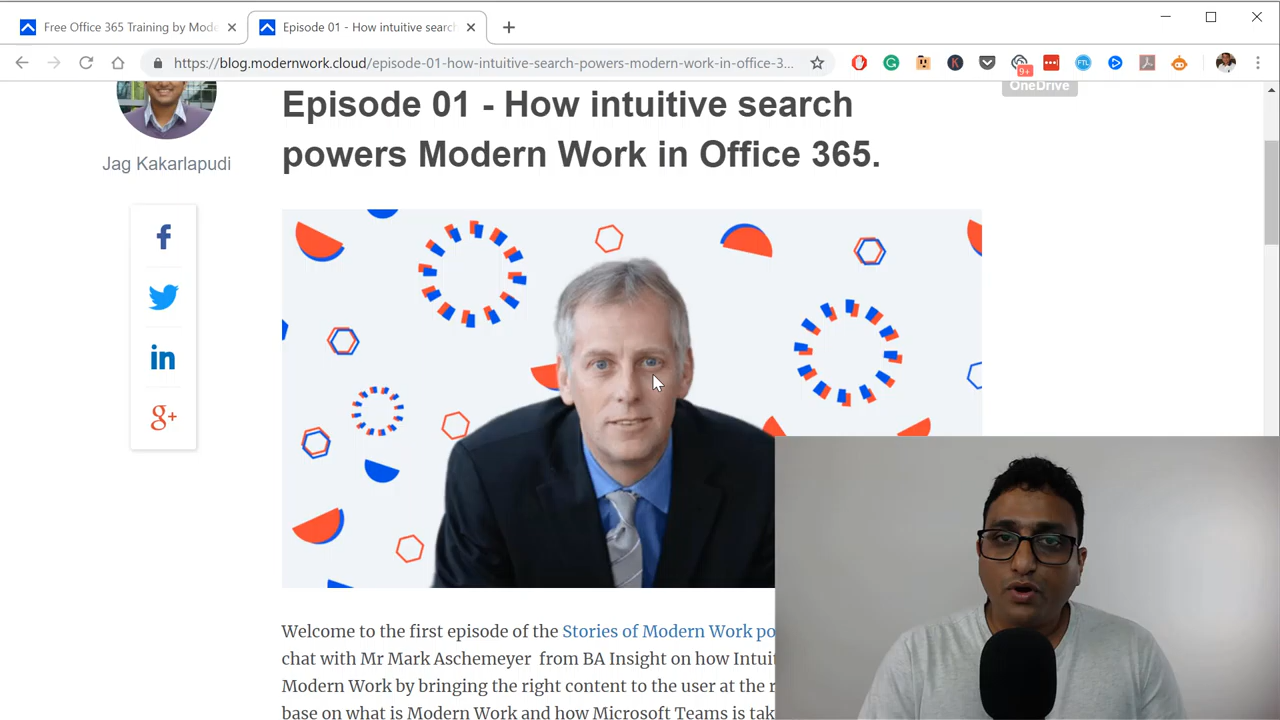 Free Office 365 Training by Mode
Episode 01 - How intuitive search
https://blog.modernwork.cloud/episode-01-how-intuitive-search-powers-modern-work-in-office-3...
9+
FTL
OneDrive
Episode 01 - How intuitive search
powers Modern Work in Office 365.
Jag Kakarlapudi
f
in
g+
Welcome to the first episode of the Stories of Modern Work po
chat with Mr Mark Aschemeyer from BA Insight on how Intui
Modern Work by bringing the right content to the user at the r
base on what is Modern Work and how Microsoft Teams is tak